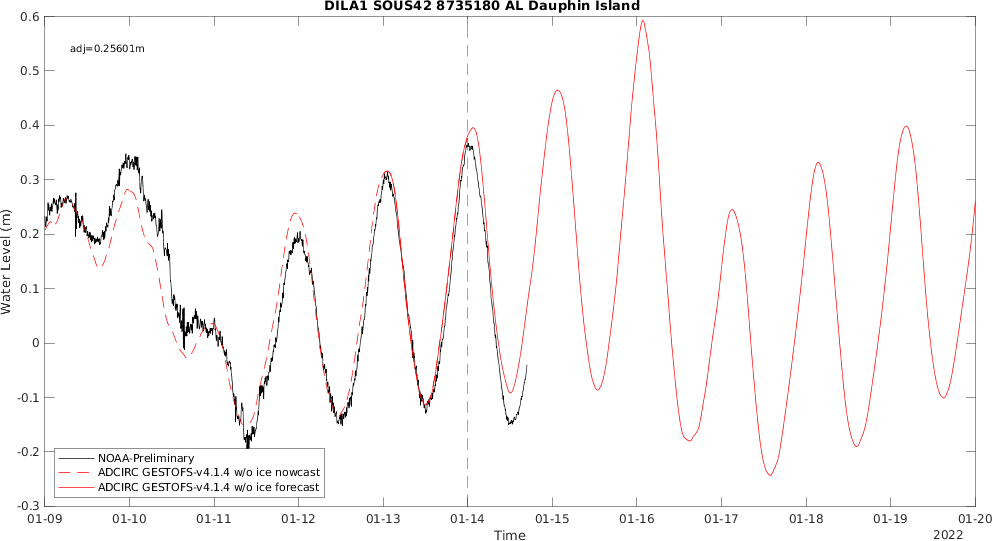 DILA1 SOUS42 8735180 AL Dauphin Island
adj=0.25601m
0.6
0.5
0.4
0.3
0.2
0.1
0
-0.1
-0.2
-0.3
Water Level (m)
NOAA-Preliminary
ADCIRC GESTOFS-v4.1.4 w/o ice nowcast
ADCIRC GESTOFS-v4.1.4 w/o ice forecast
01-09 01-10 01-11 01-12 01-13 01-14 01-15 01-16 01-17 01-18 01-19 01-20
Time
2022